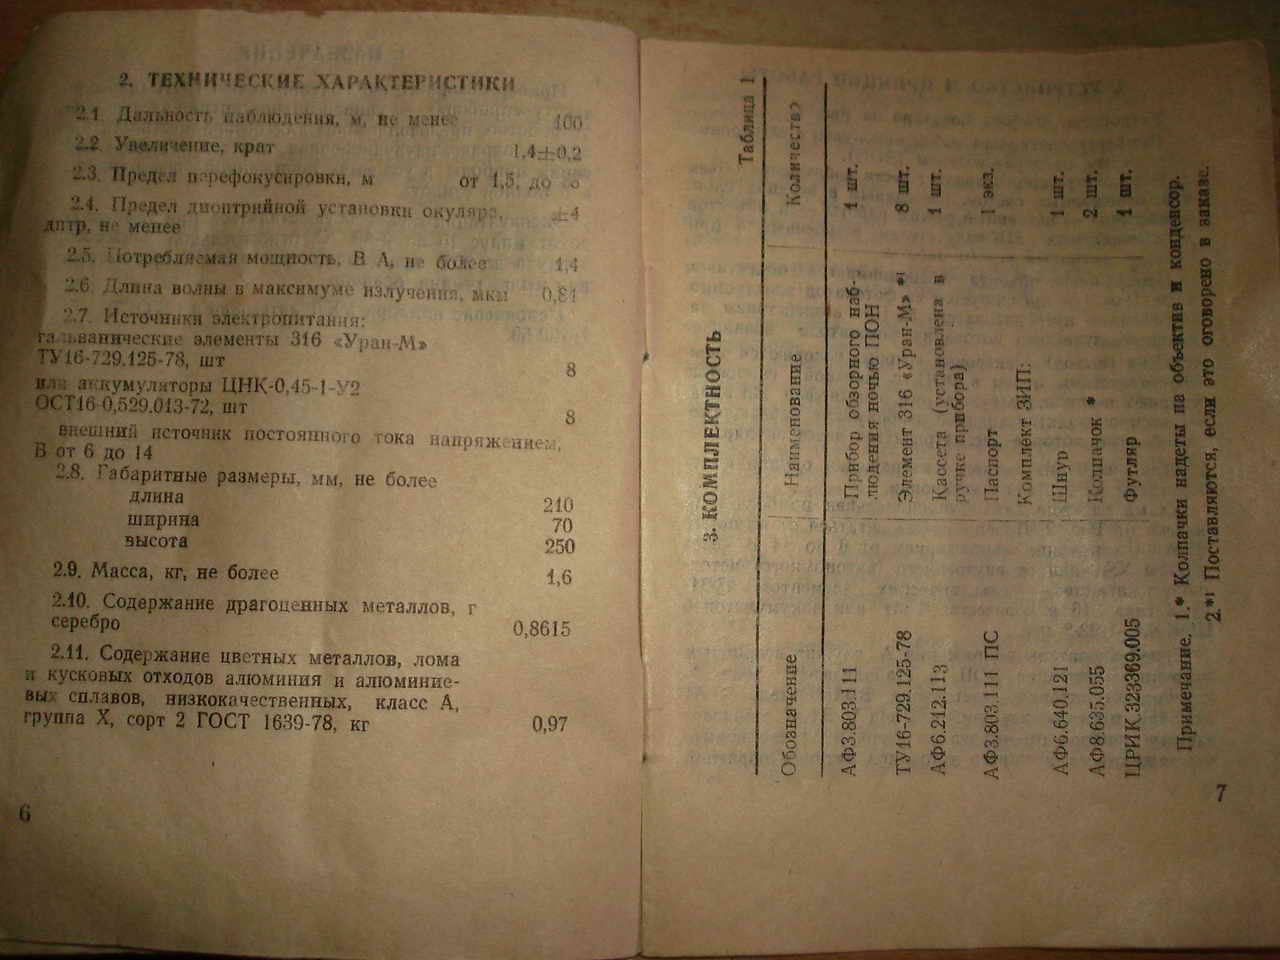 2. ТЕХНИЧЕСКИЕ ХАРАКТЕРИСТИКИ
2.1. Дальность наблюдения, м, не менее 100
2.2. Увеличение, крат 1,4±0,2
2.3. Предел перефокусировки, м от 1,5 до ∞
2.4. Предел диоптрийной установки окуляра, ±4
дптр, не менее
2.5. Потребляемая мощность, В А, не более 1,4
2.6. Длина волны в максимуме излучения, мкм 0,81
2.7. Источники электропитания:
гальванические элементы 316 «Уран-М»
ТУ16-729.125-78, шт 8
или аккумуляторы ЦНК-0,45-I-У2
ОСТ16-0,529.013-72, шт 8
внешний источник постоянного тока напряжением,
В от 6 до 14
2.8. Габаритные размеры, мм, не более
длина 210
ширина 70
высота 250
2.9. Масса, кг, не более 1,6
2.10. Содержание драгоценных металлов, г
серебро 0,8615
2.11. Содержание цветных металлов, лома
и кусковых отходов алюминия и алюминие-
вых сплавов, низкокачественных, класс А,
группа X, сорт 2 ГОСТ 1639-78, кг 0,97
6
3. КОМПЛЕКТНОСТЬ
Таблица 1
Обозначение Наименование Количество
АФ3.803.111 Прибор обзорного наб- 1 шт.
людения ночью ПОН
ТУ16-729.125-78 Элемент 316 «Уран-М» *¹ 8 шт.
АФ6.212.113 Кассета (установлена в 1 шт.
ручке прибора)
АФ3.803.111 ПС Паспорт 1 экз.
Комплект ЗИП:
АФ6.640.121 Шнур 1 шт.
АФ8.635.055 Колпачок * 2 шт.
ЦРИК.323369.005 Футляр 1 шт.
Примечание. 1.* Колпачки надеты на объектив и конденсор.
2.*¹ Поставляются, если это оговорено в заказе.
7